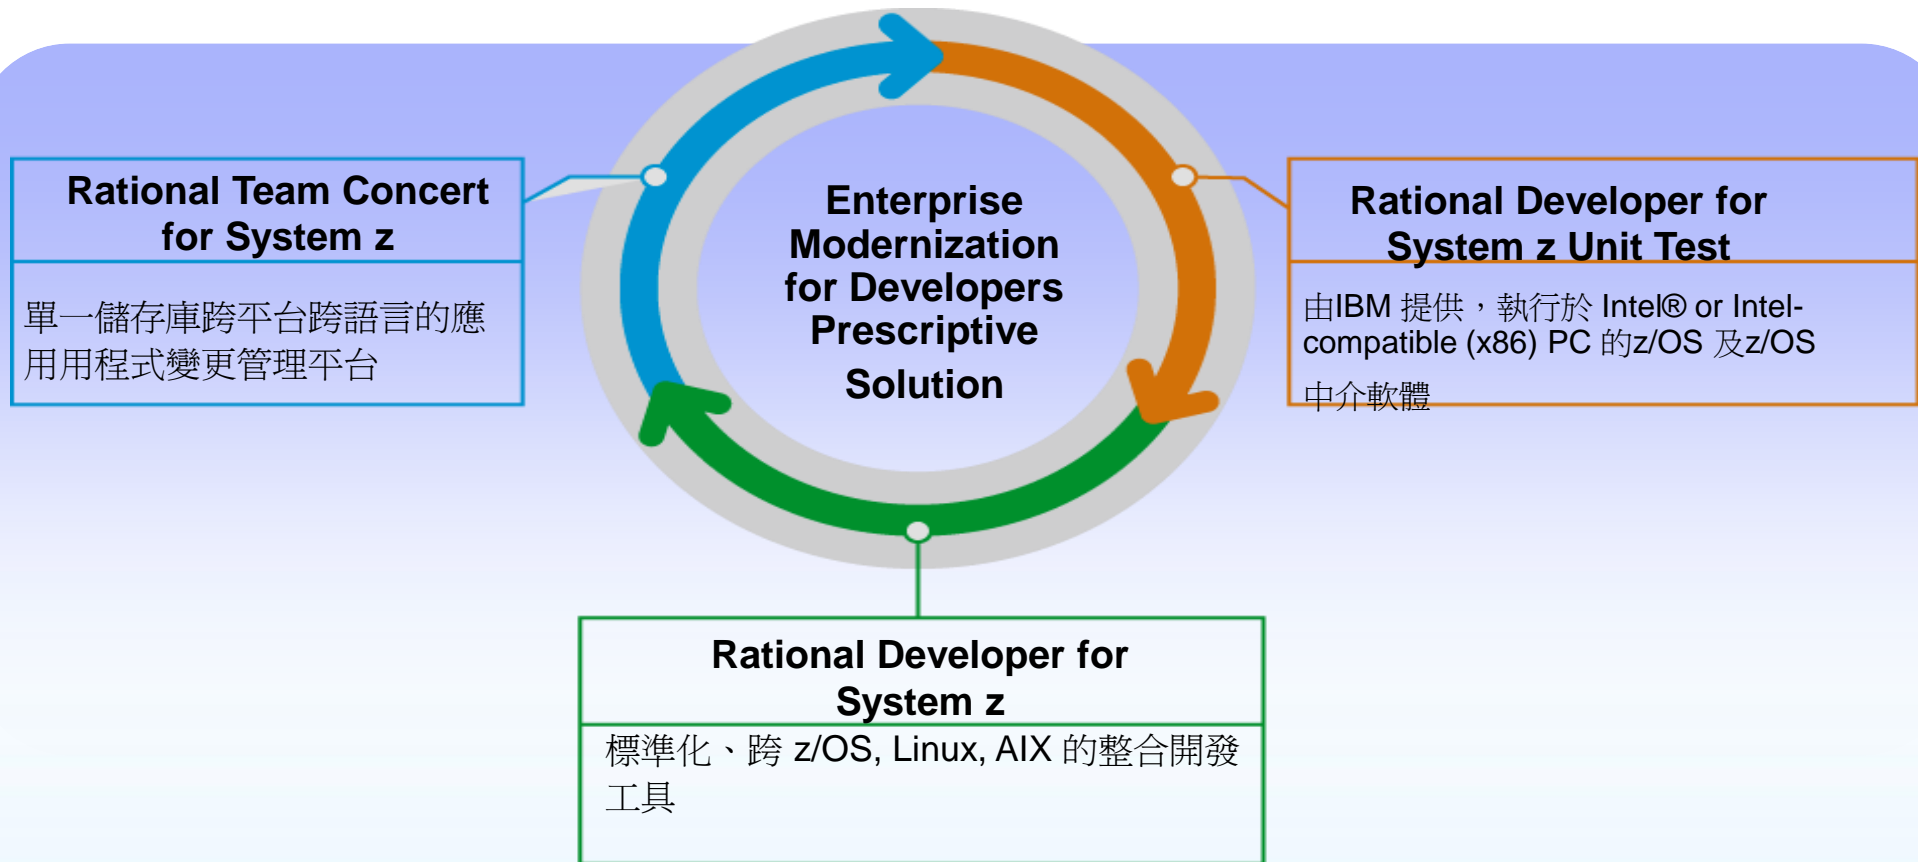 Rational Team Concert
for System z
單一儲存庫跨平台跨語言的應
用用程式變更管理平台
Enterprise
Modernization
for Developers
Prescriptive
Solution
Rational Developer for
System z Unit Test
由IBM 提供，執行於 Intel® or Intel-
compatible (x86) PC 的z/OS 及z/OS
中介軟體
Rational Developer for
System z
標準化、跨 z/OS, Linux, AIX 的整合開發
工具